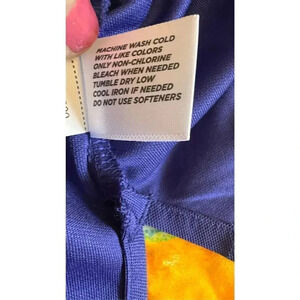 MACHINE WASH COLD
WITH LIKE COLORS
ONLY NON-CHLORINE
BLEACH WHEN NEEDED
TUMBLE DRY LOW
COOL IRON IF NEEDED
DO NOT USE SOFTENERS